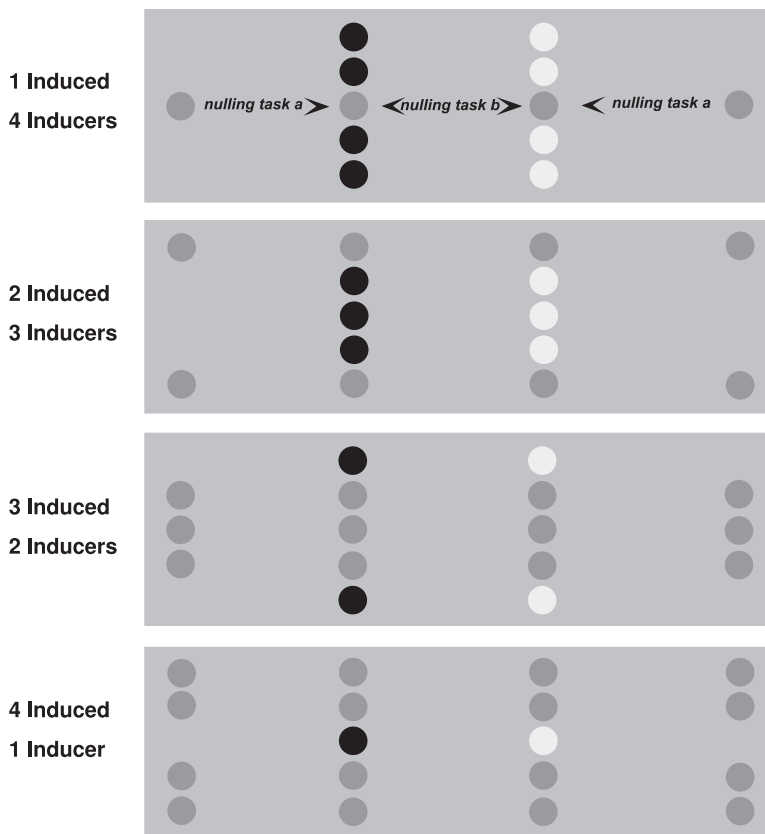 1 Induced
4 Inducers
nulling task a
nulling task b
nulling task a
2 Induced
3 Inducers
3 Induced
2 Inducers
4 Induced
1 Inducer